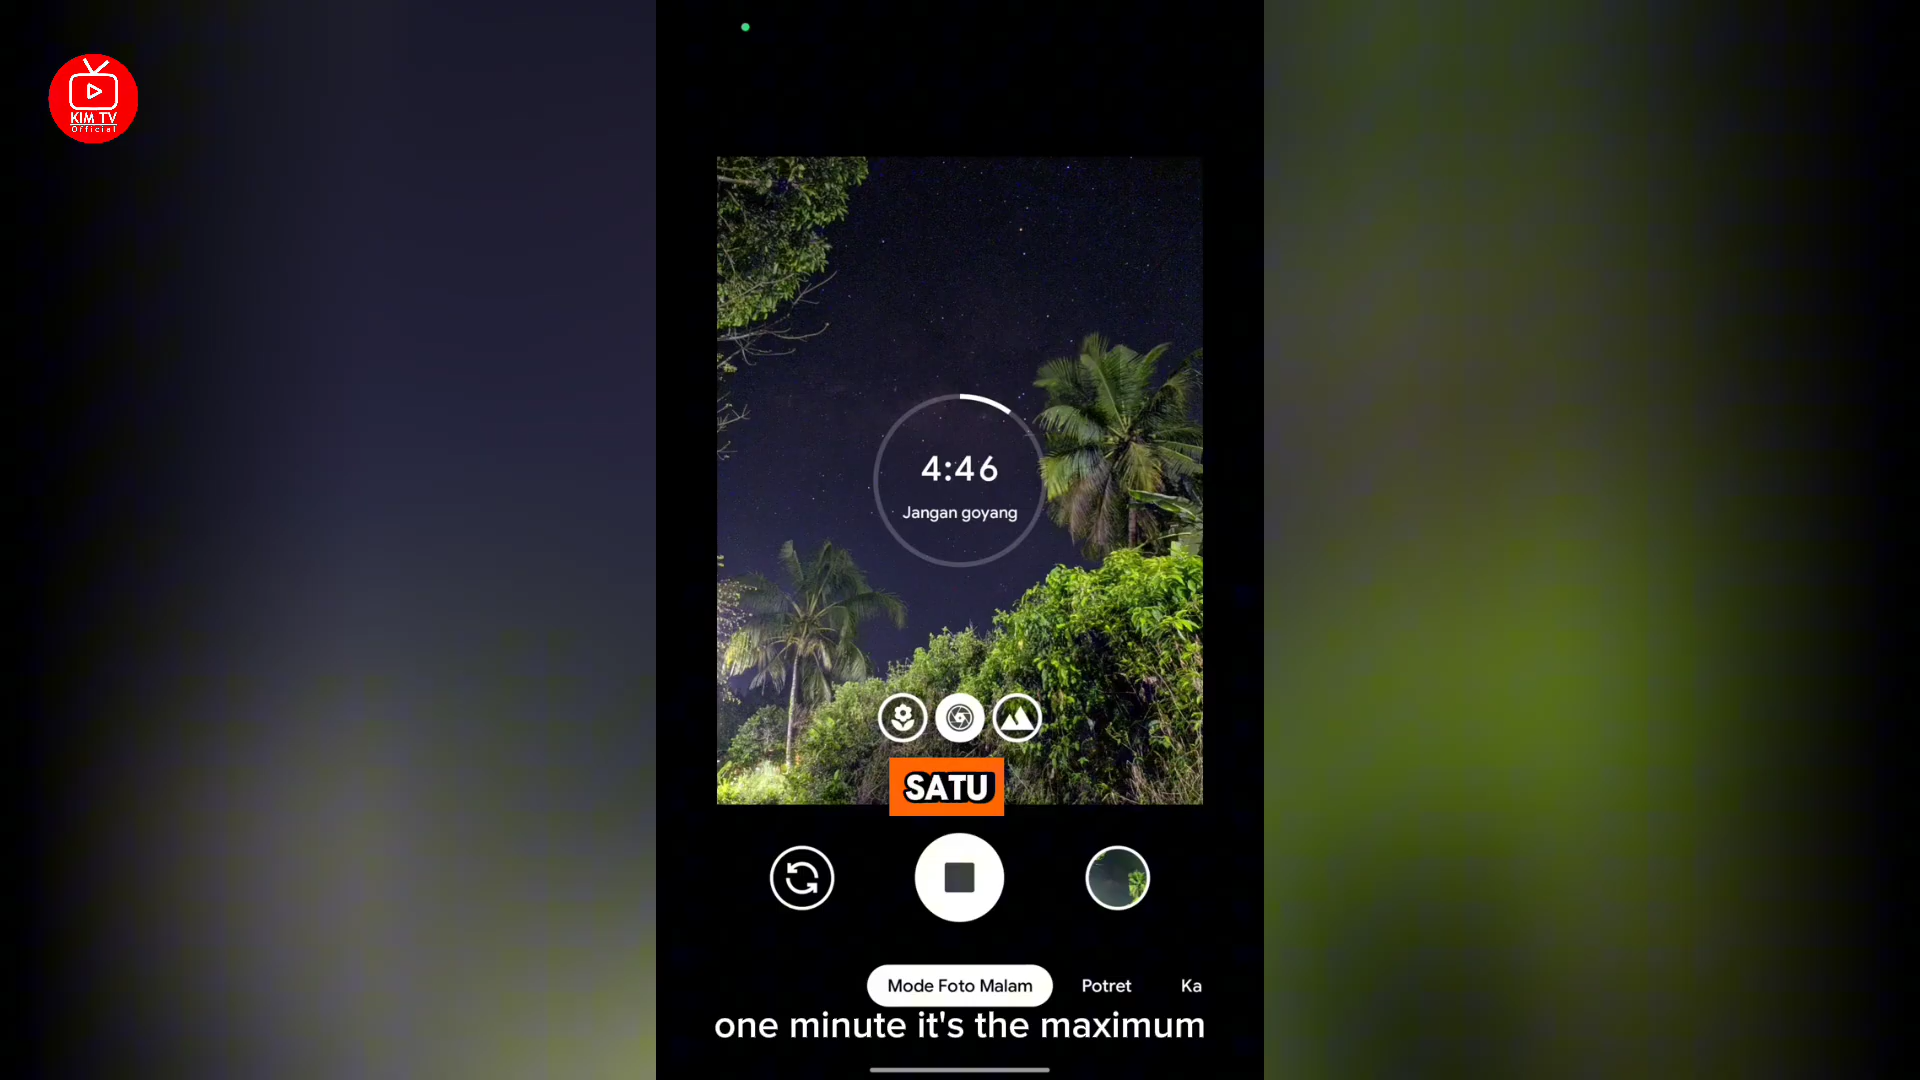 KIM TV
Official
4:46
Jangan goyang
SATU
Mode Foto Malam
Potret
Ka
one minute it's the maximum